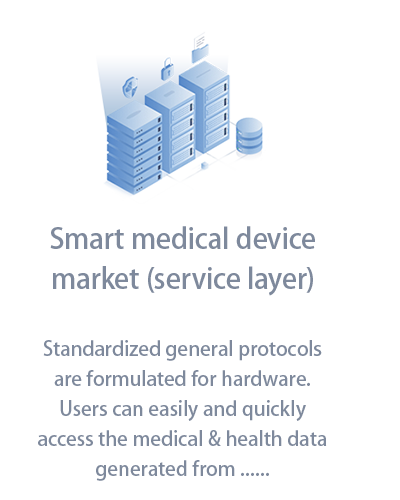 Smart medical device
market (service layer)
Standardized general protocols
are formulated for hardware.
Users can easily and quickly
access the medical & health data
generated from ......